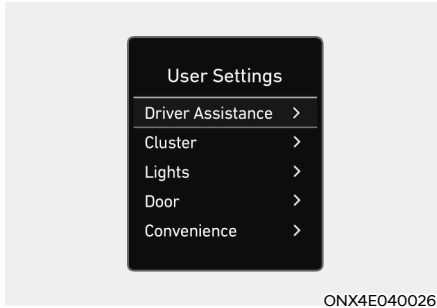 User Settings
Driver Assistance >
Cluster >
Lights >
Door >
Convenience >
ONX4E040026